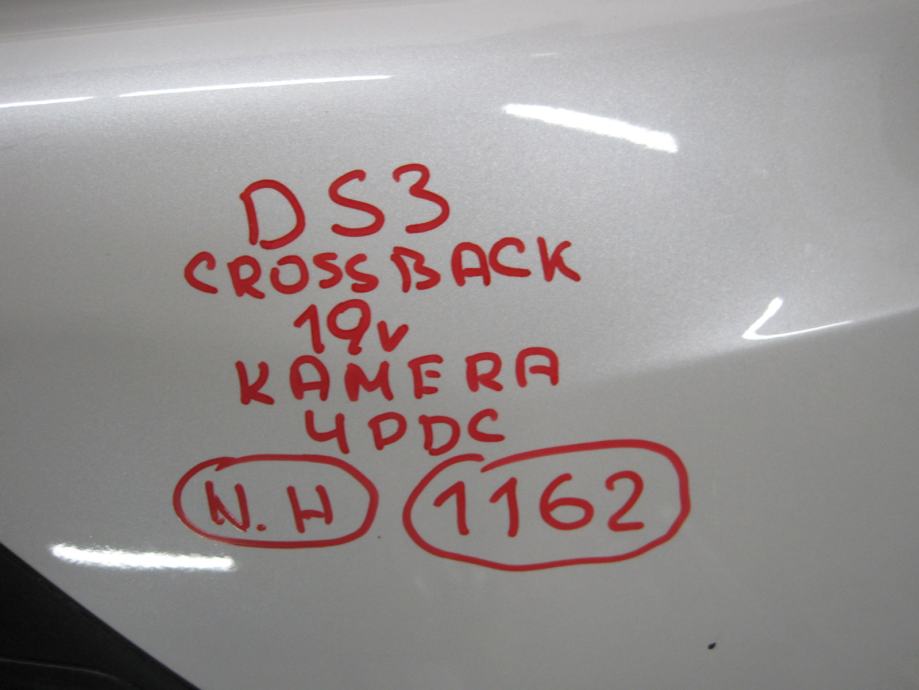 DS3
CROSSBACK
19v
KAMERA
4PDC
N.H 1162